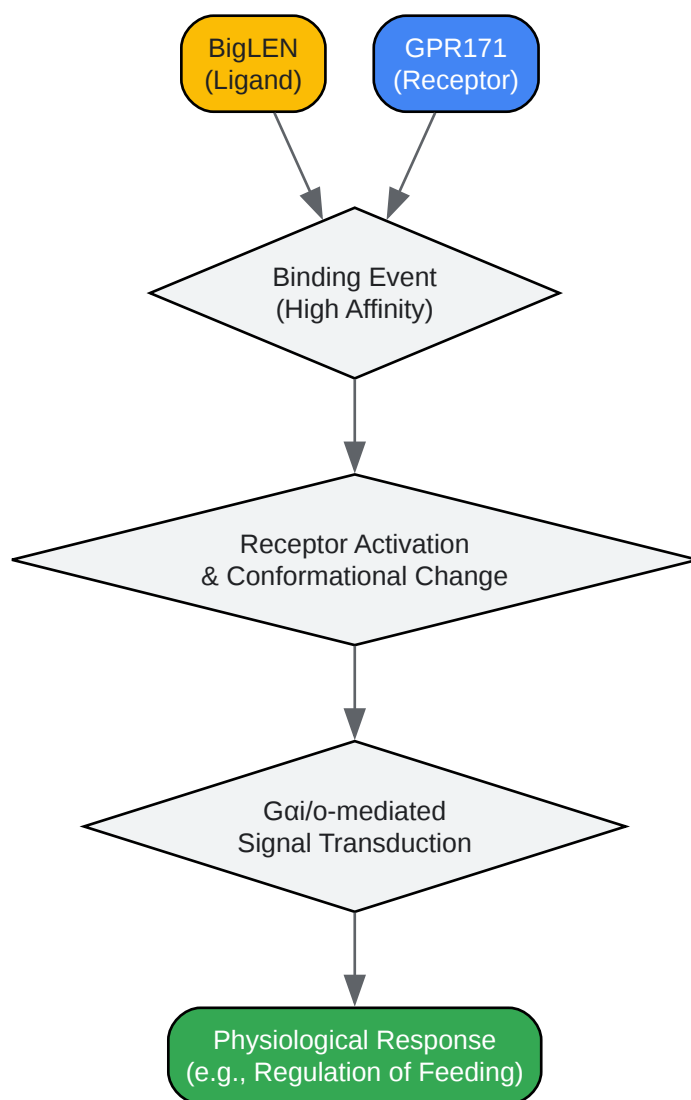 BigLEN
(Ligand)
GPR171
(Receptor)
Binding Event
(High Affinity)
Receptor Activation
& Conformational Change
Gαi/o-mediated
Signal Transduction
Physiological Response
(e.g., Regulation of Feeding)